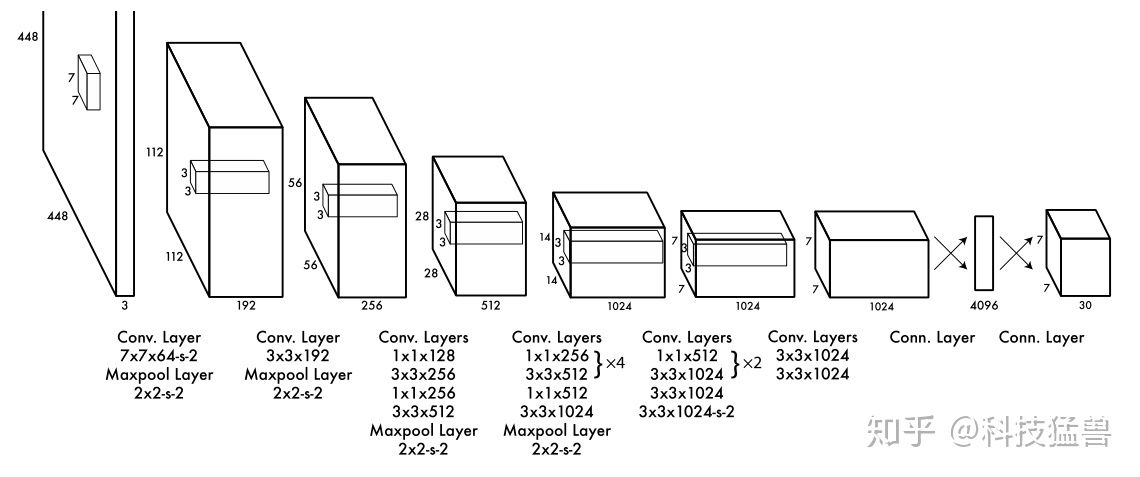 448
7
7
448
3
112
3
3
112
192
56
3
3
56
256
28
3
3
28
512
14
3
3
14
1024
7
3
3
7
1024
7
7
1024
4096
7
7
30
Conv. Layer
7x7x64-s-2
Maxpool Layer
2x2-s-2
Conv. Layer
3x3x192
Maxpool Layer
2x2-s-2
Conv. Layers
1x1x128
3x3x256
1x1x256
3x3x512
Maxpool Layer
2x2-s-2
Conv. Layers
1x1x256
3x3x512
}×4
1x1x512
3x3x1024
Maxpool Layer
2x2-s-2
Conv. Layers
1x1x512
3x3x1024
}×2
3x3x1024
3x3x1024-s-2
Conv. Layers
3x3x1024
3x3x1024
Conn. Layer
Conn. Layer
知乎 @科技猛兽